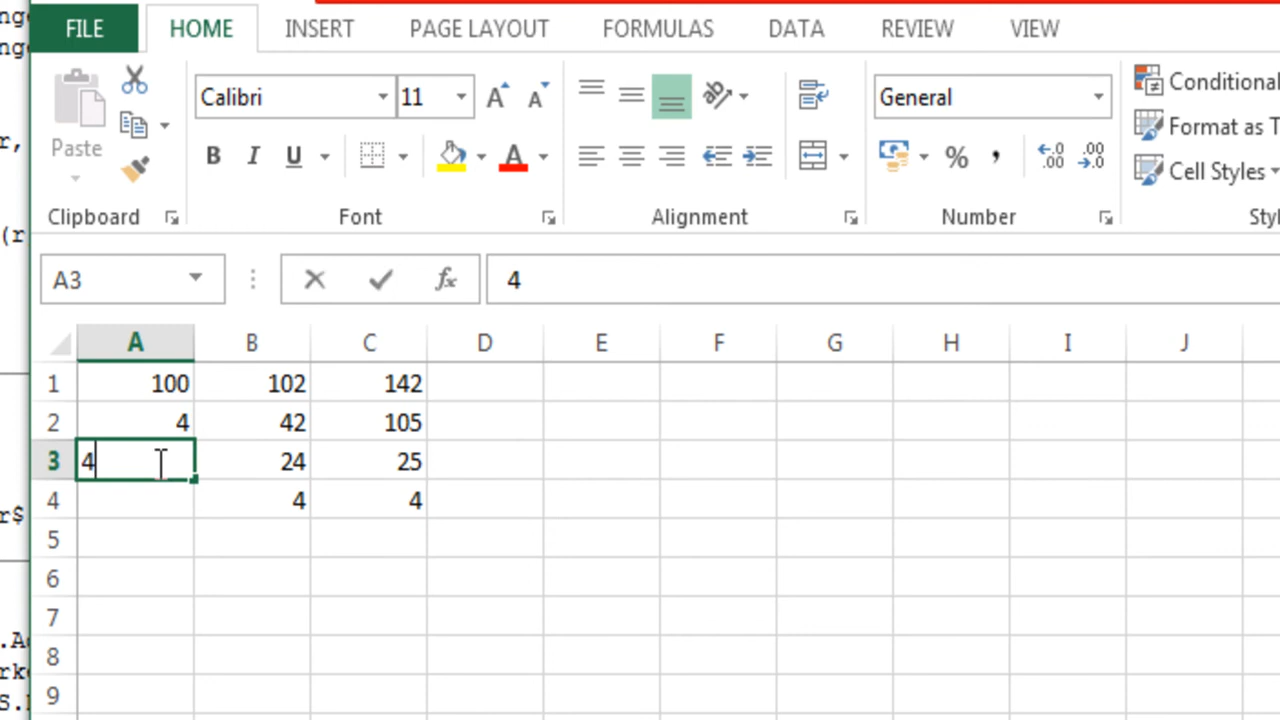 FILE HOME INSERT PAGE LAYOUT FORMULAS DATA REVIEW VIEW
Paste
Calibri 11
General
Conditional
Format as T
Cell Styles
B I U A % ,
Clipboard Font Alignment Number Styl
A3 fx 4
A B C D E F G H I J
1 100 102 142
2 4 42 105
3 4 24 25
4 4 4
5
6
7
8
9
r,
(r
r$